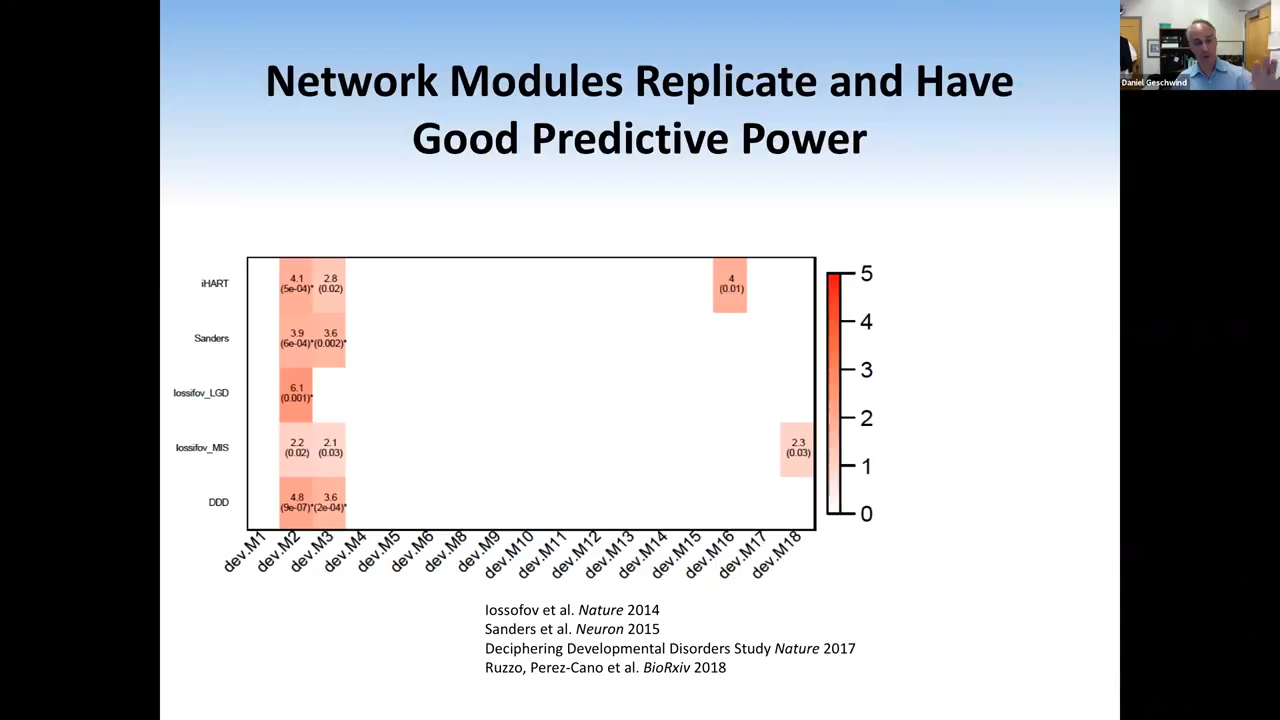 Network Modules Replicate and Have
Good Predictive Power
Daniel Geschwind
iHART
4.1 2.8 4
(5e-04)* (0.02) (0.01)
Sanders
3.9 3.6
(6e-04)* (0.002)*
Iossifov_LGD
6.1
(0.001)*
Iossifov_MIS
2.2 2.1 2.3
(0.02) (0.03) (0.03)
DDD
4.8 3.6
(9e-07)* (2e-04)*
5
4
3
2
1
0
dev.M1 dev.M2 dev.M3 dev.M4 dev.M5 dev.M6 dev.M8 dev.M9 dev.M10 dev.M11 dev.M12 dev.M13 dev.M14 dev.M15 dev.M16 dev.M17 dev.M18
Iossofov et al. Nature 2014
Sanders et al. Neuron 2015
Deciphering Developmental Disorders Study Nature 2017
Ruzzo, Perez-Cano et al. BioRxiv 2018